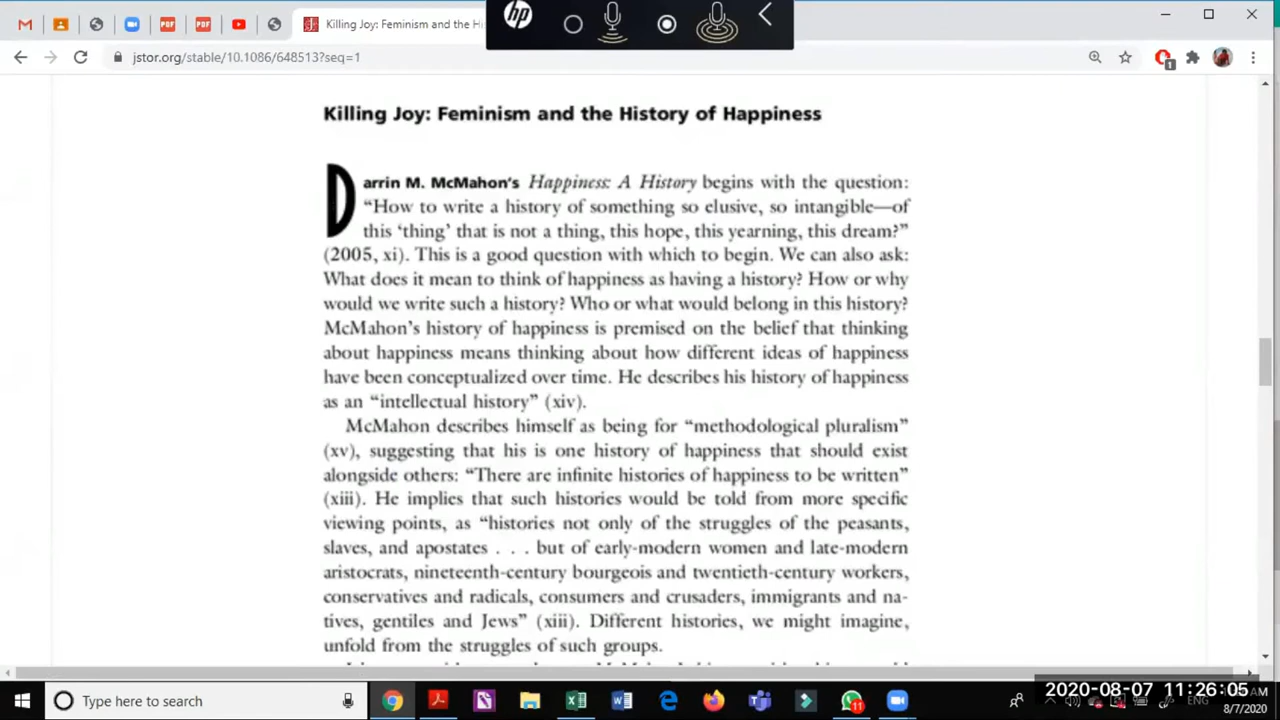 Killing Joy: Feminism and the Hi
hp
jstor.org/stable/10.1086/648513?seq=1
1
Killing Joy: Feminism and the History of Happiness
Darrin M. McMahon's Happiness: A History begins with the question:
“How to write a history of something so elusive, so intangible—of
this ‘thing’ that is not a thing, this hope, this yearning, this dream?”
(2005, xi). This is a good question with which to begin. We can also ask:
What does it mean to think of happiness as having a history? How or why
would we write such a history? Who or what would belong in this history?
McMahon’s history of happiness is premised on the belief that thinking
about happiness means thinking about how different ideas of happiness
have been conceptualized over time. He describes his history of happiness
as an “intellectual history” (xiv).
McMahon describes himself as being for “methodological pluralism”
(xv), suggesting that his is one history of happiness that should exist
alongside others: “There are infinite histories of happiness to be written”
(xiii). He implies that such histories would be told from more specific
viewing points, as “histories not only of the struggles of the peasants,
slaves, and apostates . . . but of early-modern women and late-modern
aristocrats, nineteenth-century bourgeois and twentieth-century workers,
conservatives and radicals, consumers and crusaders, immigrants and na-
tives, gentiles and Jews” (xiii). Different histories, we might imagine,
unfold from the struggles of such groups.
Type here to search
11
2020-08-07 11:26:05 AM
ENG
8/7/2020